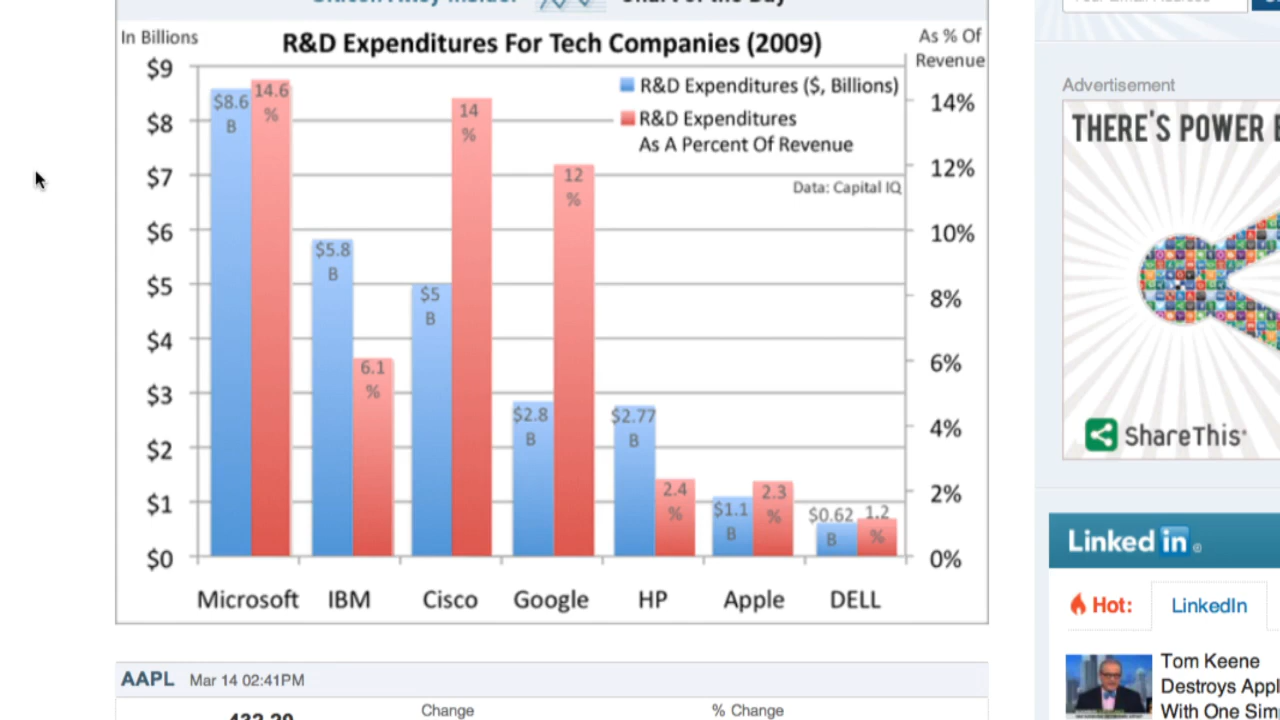 In Billions
R&D Expenditures For Tech Companies (2009)
As % Of
Revenue
$9
$8
$7
$6
$5
$4
$3
$2
$1
$0
R&D Expenditures ($, Billions)
R&D Expenditures
As A Percent Of Revenue
Data: Capital IQ
14%
12%
10%
8%
6%
4%
2%
0%
$8.6
B
14.6
%
$5.8
B
6.1
%
$5
B
14
%
$2.8
B
12
%
$2.77
B
2.4
%
$1.1
B
2.3
%
$0.62
B
1.2
%
Microsoft IBM Cisco Google HP Apple DELL
AAPL Mar 14 02:41PM
Change % Change
Advertisement
THERE'S POWER
ShareThis
Linked in
Hot: LinkedIn
Tom Keene
Destroys Appl
With One Sim